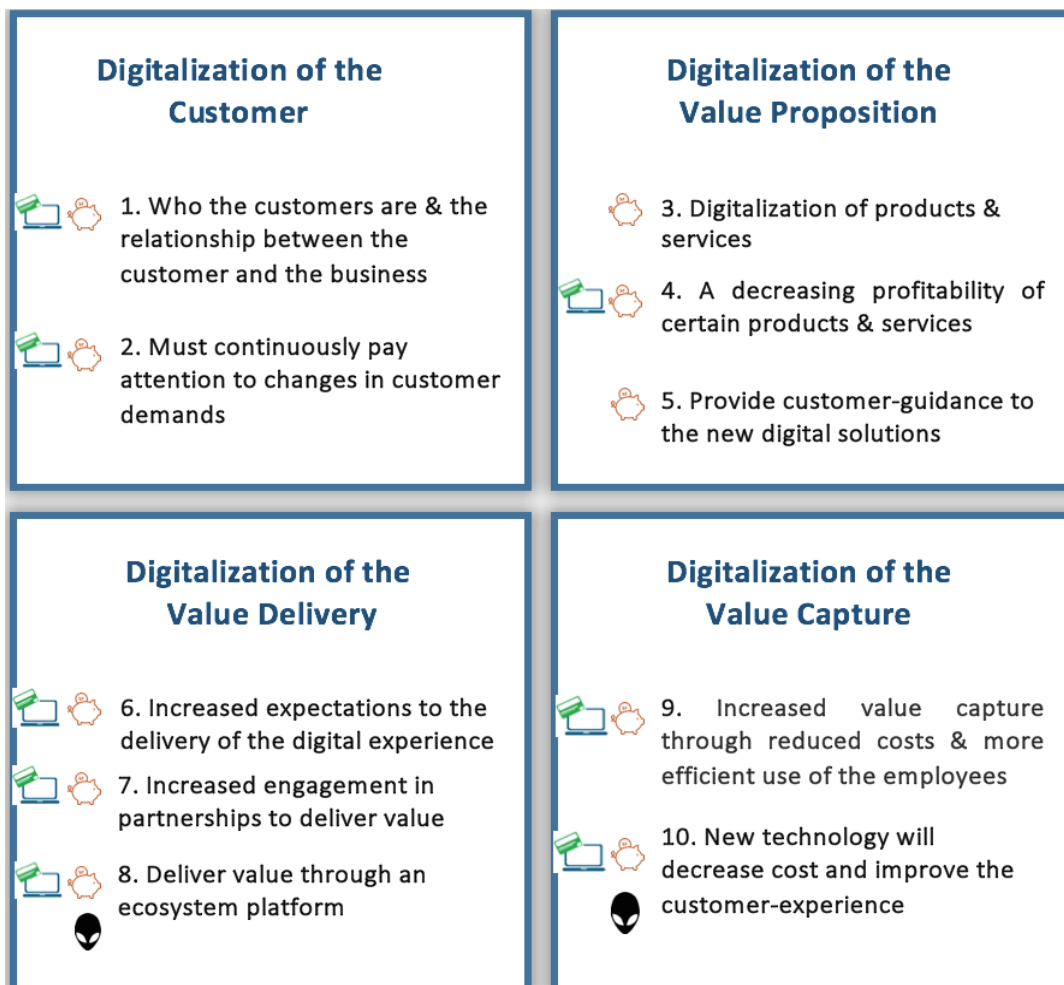 Digitalization of the
Customer
1. Who the customers are & the
relationship between the
customer and the business
2. Must continuously pay
attention to changes in customer
demands
Digitalization of the
Value Proposition
3. Digitalization of products &
services
4. A decreasing profitability of
certain products & services
5. Provide customer-guidance to
the new digital solutions
Digitalization of the
Value Delivery
6. Increased expectations to the
delivery of the digital experience
7. Increased engagement in
partnerships to deliver value
8. Deliver value through an
ecosystem platform
Digitalization of the
Value Capture
9. Increased value capture
through reduced costs & more
efficient use of the employees
10. New technology will
decrease cost and improve the
customer-experience